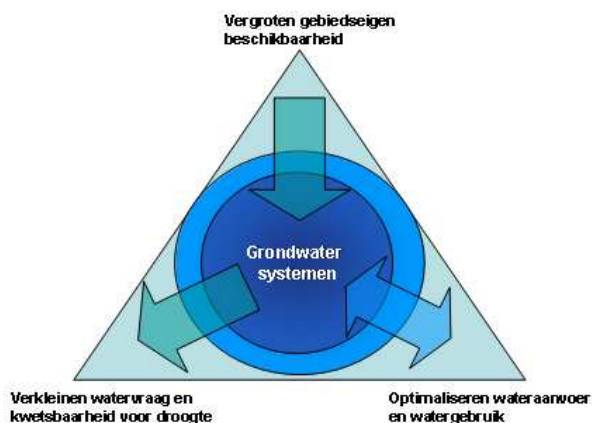 Vergroten gebiedseigen
beschikbaarheid
Grondwater
systemen
Verkleinen watervraag en
kwetsbaarheid voor droogte
Optimaliseren wateraanvoer
en watergebruik